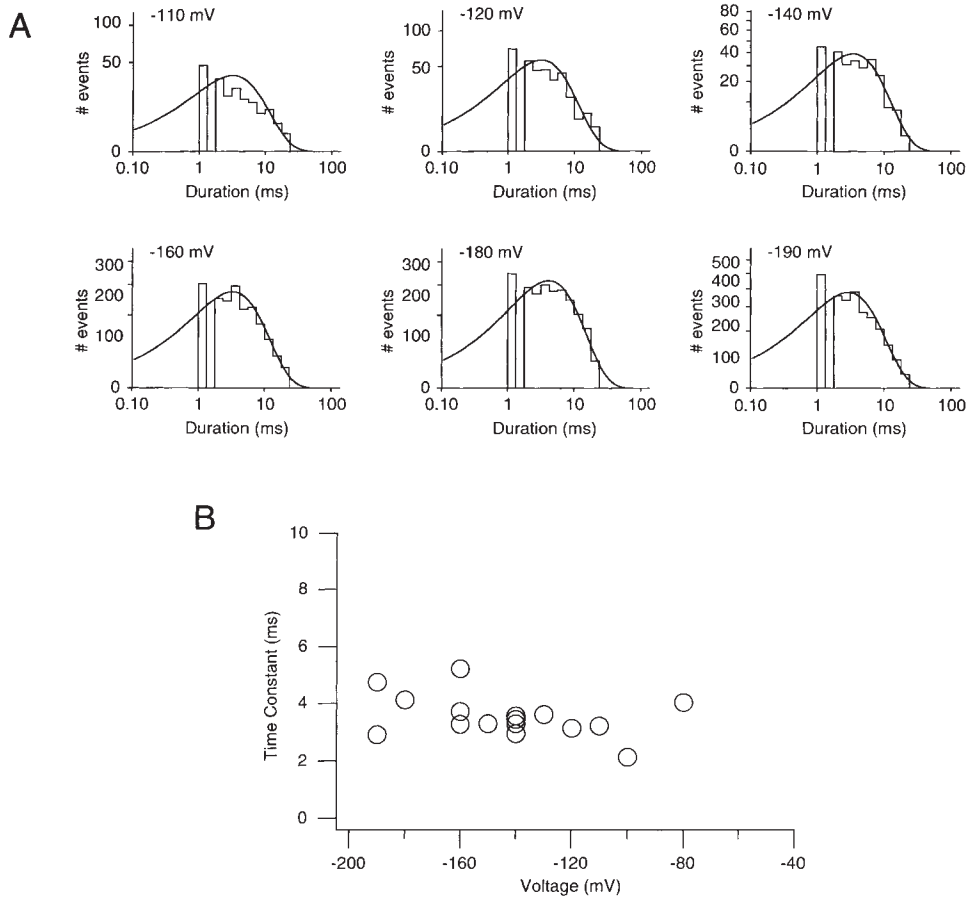 A
-110 mV
-120 mV
-140 mV
100
50
0
# events
0.10 1 10 100
Duration (ms)
100
50
0
# events
0.10 1 10 100
Duration (ms)
80
60
40
20
0
# events
0.10 1 10 100
Duration (ms)
-160 mV
-180 mV
-190 mV
300
200
100
0
# events
0.10 1 10 100
Duration (ms)
300
200
100
0
# events
0.10 1 10 100
Duration (ms)
500
400
300
200
100
0
# events
0.10 1 10 100
Duration (ms)
B
10
8
6
4
2
0
Time Constant (ms)
-200 -160 -120 -80 -40
Voltage (mV)